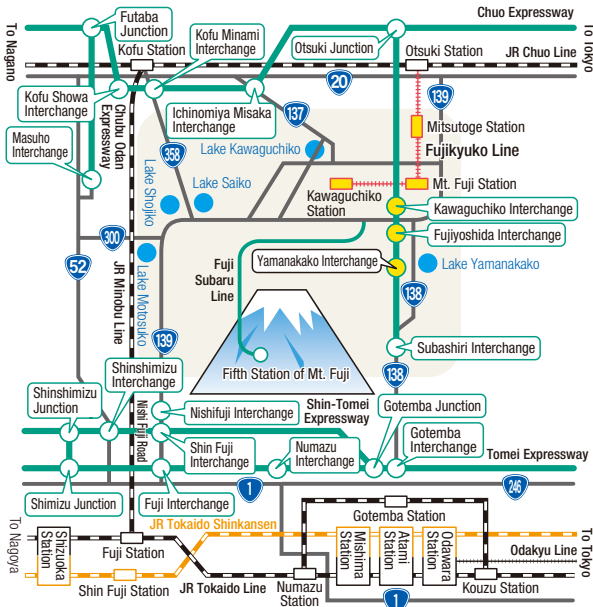 Futaba
Junction
Chuo Expressway
To Nagano
Kofu Station
Kofu Minami
Interchange
Otsuki Junction
Otsuki Station
To Tokyo
JR Chuo Line
20
139
Kofu Showa
Interchange
Chubu Odan
Expressway
Ichinomiya Misaka
Interchange
137
Mitsutoge Station
Masuho
Interchange
358
Lake Kawaguchiko
Fujikyuko Line
Lake Shojiko
Lake Saiko
Kawaguchiko
Station
Mt. Fuji Station
Kawaguchiko Interchange
300
Fujiyoshida Interchange
52
JR Minobu Line
Lake Motosuko
Fuji
Subaru
Line
Yamanakako Interchange
Lake Yamanakako
138
139
Subashiri Interchange
Fifth Station of Mt. Fuji
138
Shinshimizu
Interchange
Shinshimizu
Junction
Nishi Fuji Road
Nishifuji Interchange
Shin-Tomei
Expressway
Gotemba Junction
Shin Fuji
Interchange
Numazu
Interchange
Gotemba
Interchange
Tomei Expressway
Shimizu Junction
Fuji Interchange
1
246
To Nagoya
JR Tokaido Shinkansen
Gotemba Station
To Tokyo
Shizuoka
Station
Fuji Station
Mishima
Station
Atami
Station
Odawara
Station
Odakyu Line
Shin Fuji Station
JR Tokaido Line
Numazu
Station
Kouzu Station
1